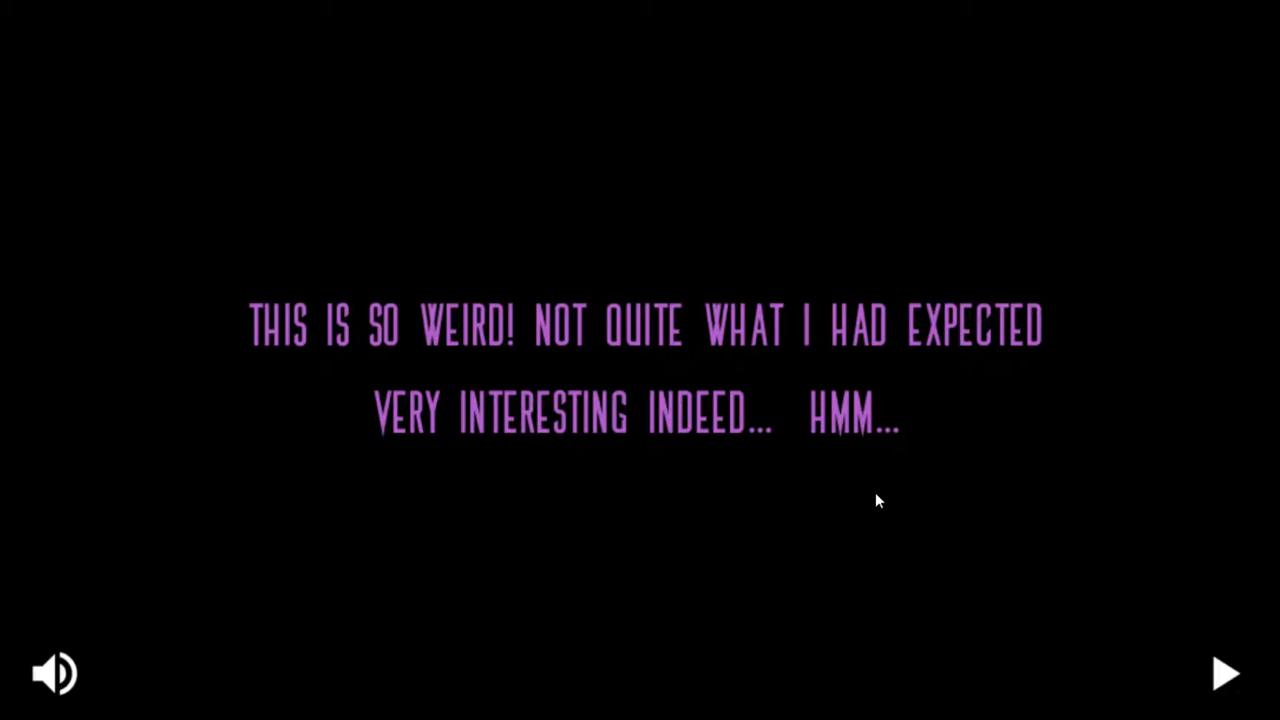 THIS IS SO WEIRD! NOT QUITE WHAT I HAD EXPECTED
VERY INTERESTING INDEED... HMM...